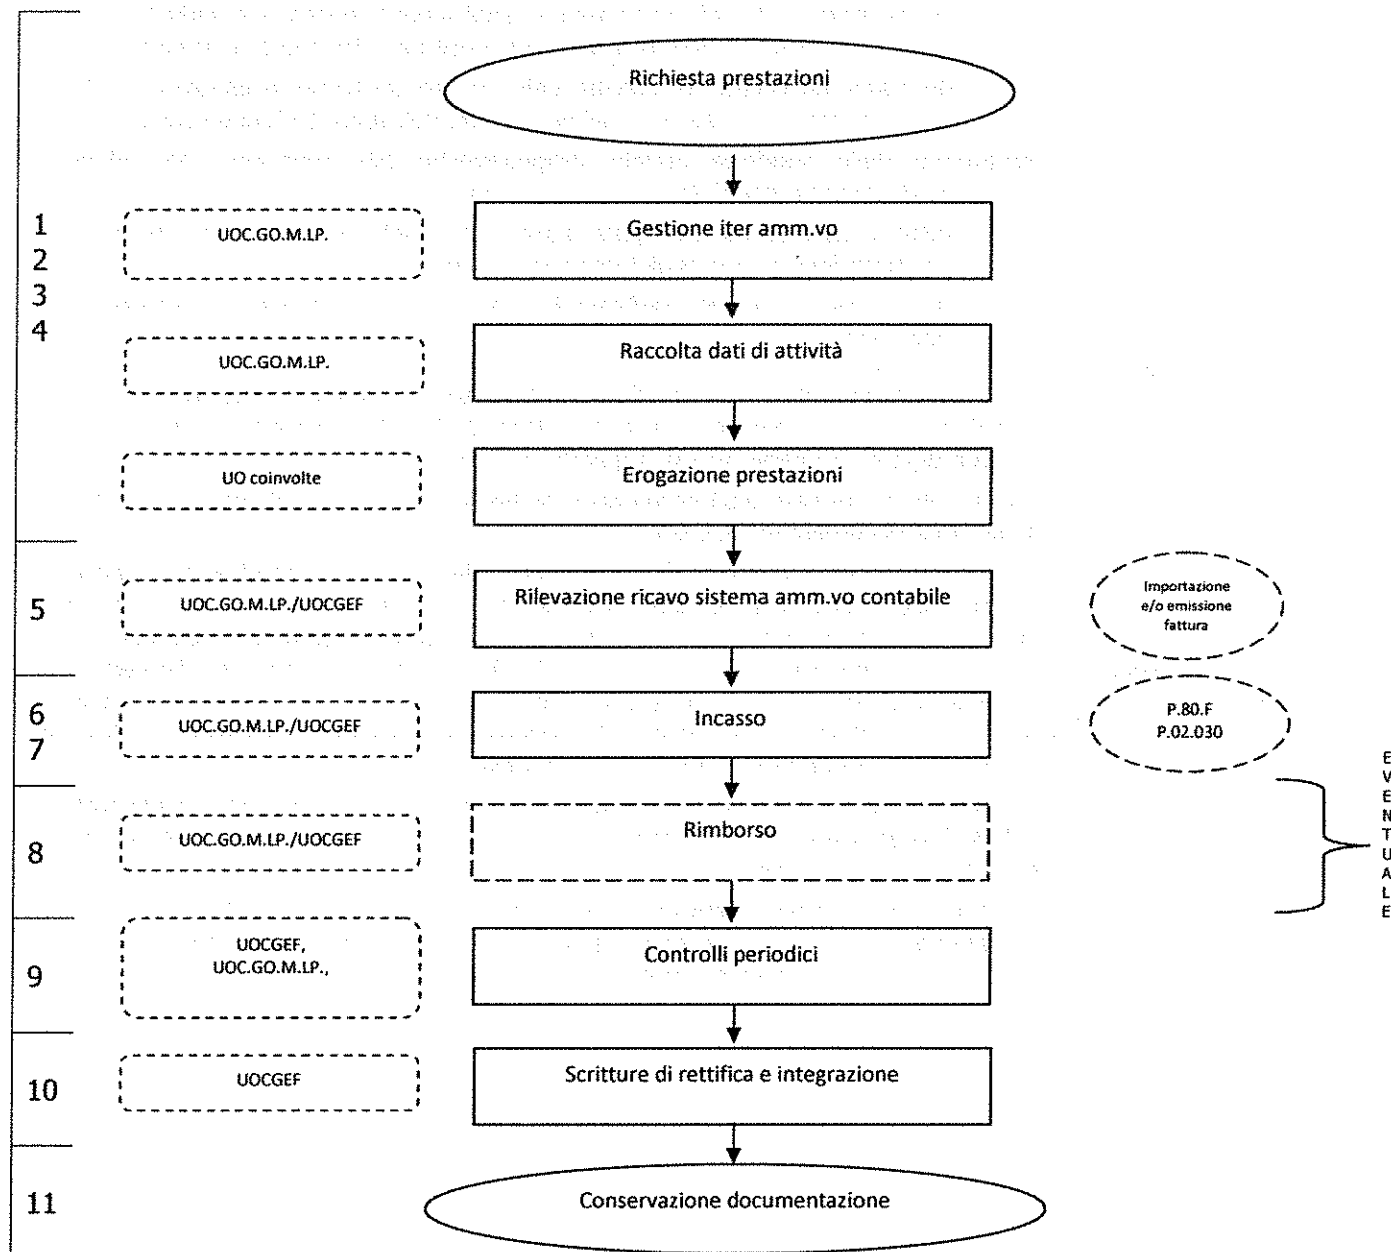 Richiesta prestazioni
1
2
3
4
UOC.GO.M.LP.
Gestione iter amm.vo
UOC.GO.M.LP.
Raccolta dati di attività
UO coinvolte
Erogazione prestazioni
5
UOC.GO.M.LP./UOCGEF
Rilevazione ricavo sistema amm.vo contabile
Importazione
e/o emissione
fattura
6
7
UOC.GO.M.LP./UOCGEF
Incasso
P.80.F
P.02.030
8
UOC.GO.M.LP./UOCGEF
Rimborso
E
V
E
N
T
U
A
L
E
9
UOCGEF,
UOC.GO.M.LP.,
Controlli periodici
10
UOCGEF
Scritture di rettifica e integrazione
11
Conservazione documentazione